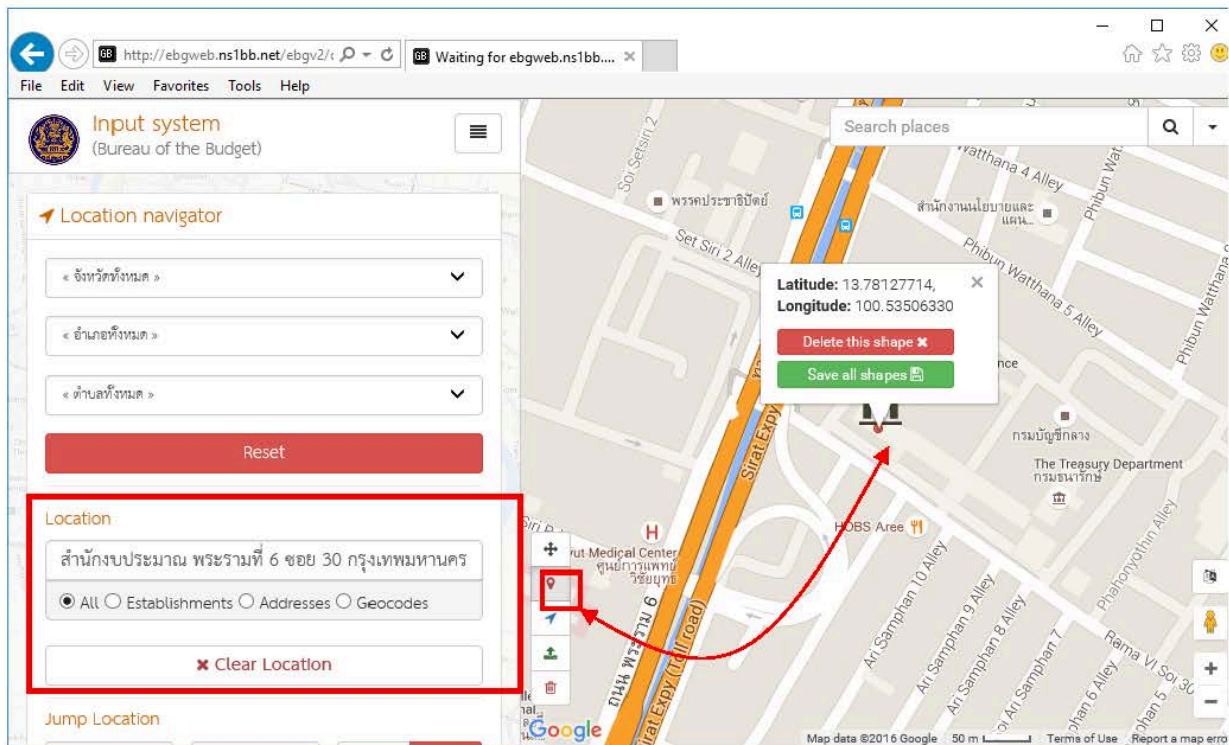 http://ebgweb.ns1bb.net/ebgv2/
Waiting for ebgweb.ns1bb....
File Edit View Favorites Tools Help
Input system
(Bureau of the Budget)
Location navigator
« จังหวัดทั้งหมด »
« อำเภอทั้งหมด »
« ตำบลทั้งหมด »
Reset
Location
สำนักงบประมาณ พระรามที่ 6 ซอย 30 กรุงเทพมหานคร
All Establishments Addresses Geocodes
Clear Location
Jump Location
Search places
Soi Setsiri 2
พรรคประชาธิปัตย์
Set Siri 2 Alley
Watthana 4 Alley
Phibun Wat
สำนักงานนโยบายและ
แผน...
Phibun Watthana 5 Alley
Phibun Watthana
Latitude: 13.78127714,
Longitude: 100.53506330
Delete this shape
Save all shapes
nce
กรมบัญชีกลาง
The Treasury Department
กรมธนารักษ์
Sirat Expy
HOBS Aree
H
yut Medical Center
ศูนย์การแพทย์
วิชัยยุทธ
ถนน พระราม 6
Sirat Expy (Toll road)
Ari Samphan 10 Alley
Ari Samphan 9 Alley
Ari Samphan 8 Alley
Ari Samphan 7
phan 6 Alley
phan 5
Phahonyothin Alley
Rama VI Soi 30
Google
Map data ©2016 Google 50 m Terms of Use Report a map erro